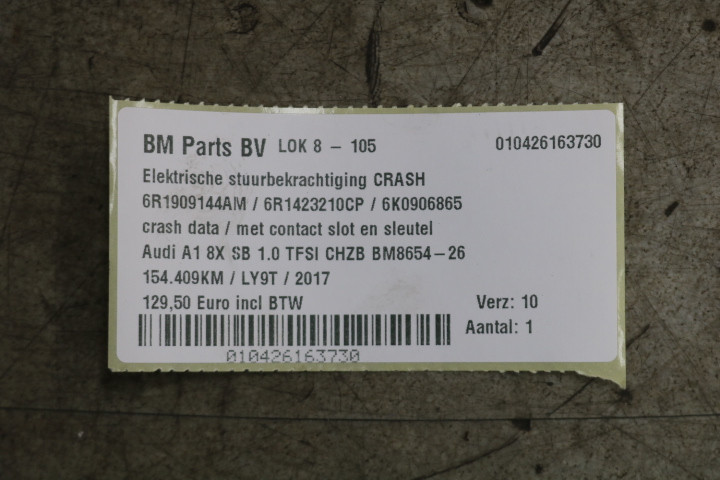 BM Parts BV LOK 8 – 105 010426163730
Elektrische stuurbekrachtiging CRASH
6R1909144AM / 6R1423210CP / 6K0906865
crash data / met contact slot en sleutel
Audi A1 8X SB 1.0 TFSI CHZB BM8654–26
154.409KM / LY9T / 2017
129,50 Euro incl BTW Verz: 10
Aantal: 1
010426163730